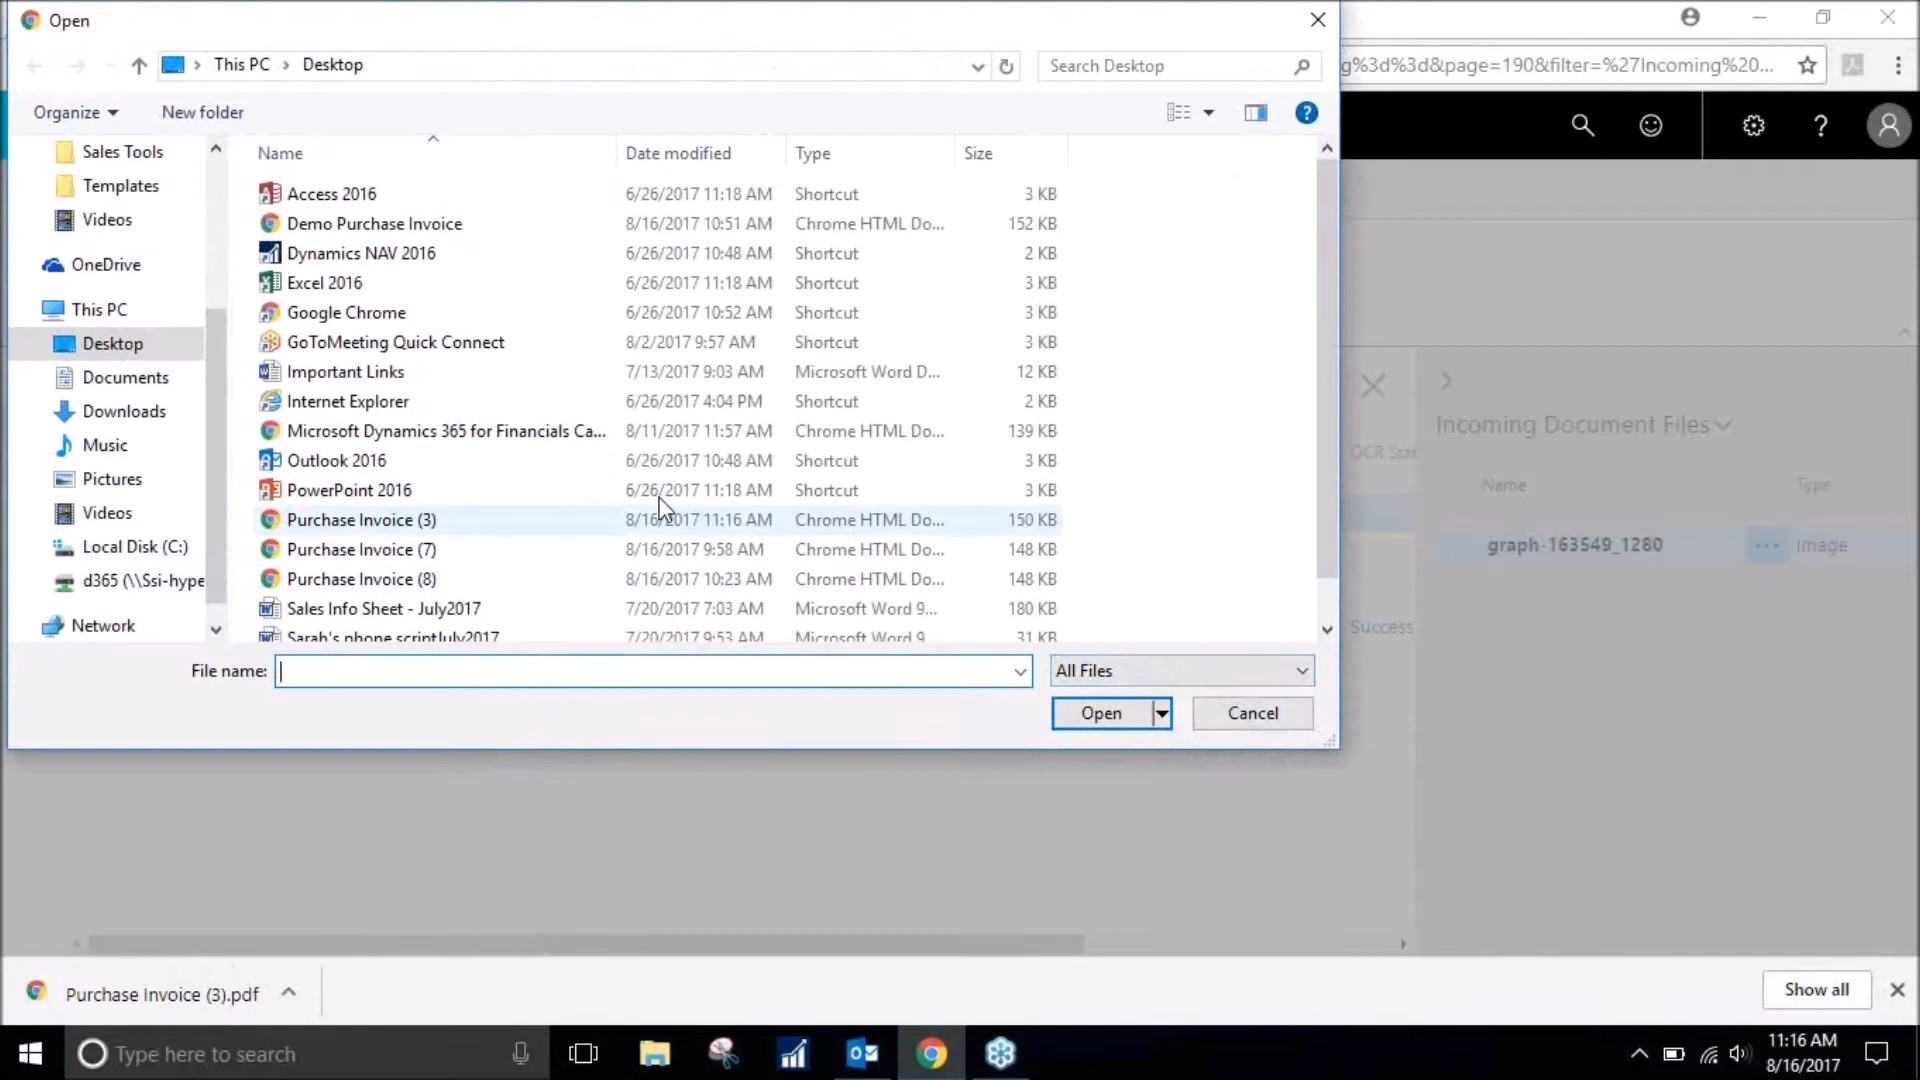 Open
This PC > Desktop
Search Desktop
g%3d%3d&page=190&filter=%27Incoming%20...
Organize
New folder
Sales Tools
Templates
Videos
OneDrive
This PC
Desktop
Documents
Downloads
Music
Pictures
Videos
Local Disk (C:)
d365 (\\Ssi-hype
Network
Name Date modified Type Size
Access 2016 6/26/2017 11:18 AM Shortcut 3 KB
Demo Purchase Invoice 8/16/2017 10:51 AM Chrome HTML Do... 152 KB
Dynamics NAV 2016 6/26/2017 10:48 AM Shortcut 2 KB
Excel 2016 6/26/2017 11:18 AM Shortcut 3 KB
Google Chrome 6/26/2017 10:52 AM Shortcut 3 KB
GoToMeeting Quick Connect 8/2/2017 9:57 AM Shortcut 3 KB
Important Links 7/13/2017 9:03 AM Microsoft Word D... 12 KB
Internet Explorer 6/26/2017 4:04 PM Shortcut 2 KB
Microsoft Dynamics 365 for Financials Ca... 8/11/2017 11:57 AM Chrome HTML Do... 139 KB
Outlook 2016 6/26/2017 10:48 AM Shortcut 3 KB
PowerPoint 2016 6/26/2017 11:18 AM Shortcut 3 KB
Purchase Invoice (3) 8/16/2017 11:16 AM Chrome HTML Do... 150 KB
Purchase Invoice (7) 8/16/2017 9:58 AM Chrome HTML Do... 148 KB
Purchase Invoice (8) 8/16/2017 10:23 AM Chrome HTML Do... 148 KB
Sales Info Sheet - July2017 7/20/2017 7:03 AM Microsoft Word 9... 180 KB
Sarah's phone scriptJuly2017 7/20/2017 9:53 AM Microsoft Word 9... 31 KB
File name:
All Files
Open
Cancel
Incoming Document Files
OCR Stat
Name Type
graph-163549_1280 ... Image
Success
Purchase Invoice (3).pdf
Show all
Type here to search
11:16 AM
8/16/2017